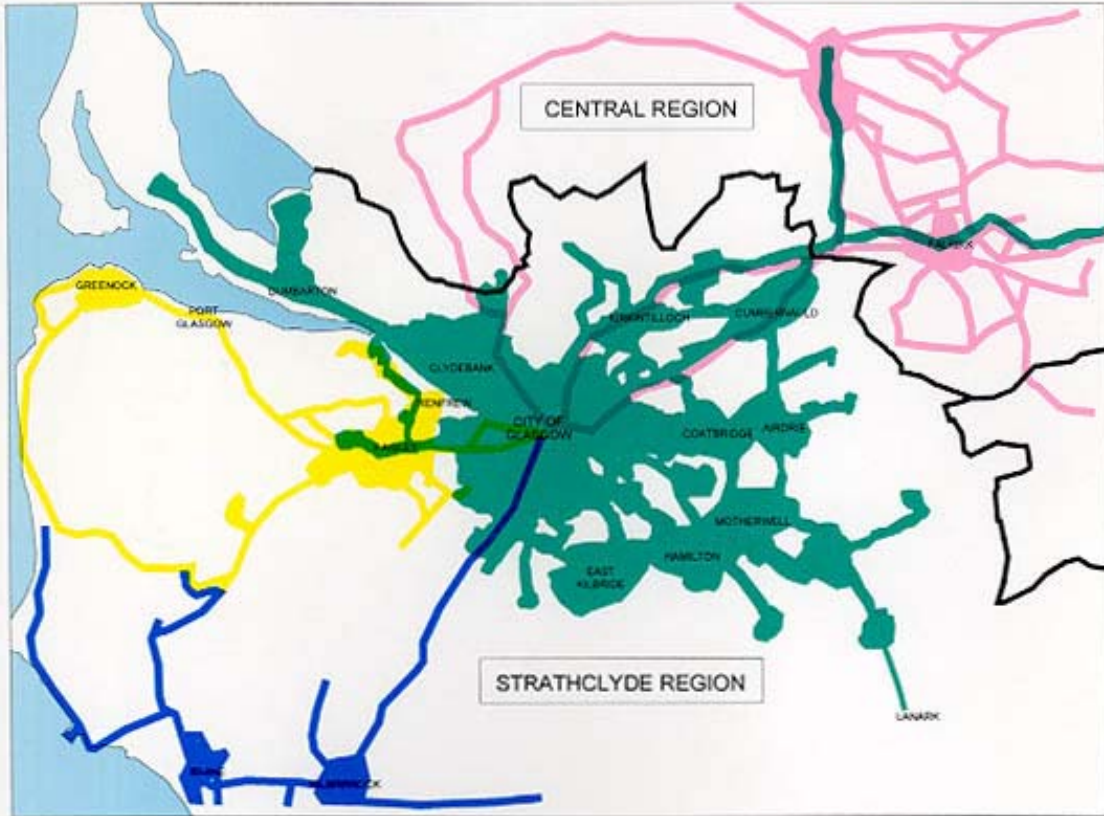 CENTRAL REGION
GREENOCK
DUMBARTON
PORT
GLASGOW
KIRKINTILLOCH
CUMBERNAULD
FALKIRK
CLYDEBANK
RENFREW
CITY OF
GLASGOW
COATBRIDGE
AIRDRIE
MOTHERWELL
HAMILTON
EAST
KILBRIDE
STRATHCLYDE REGION
LANARK
KILMARNOCK